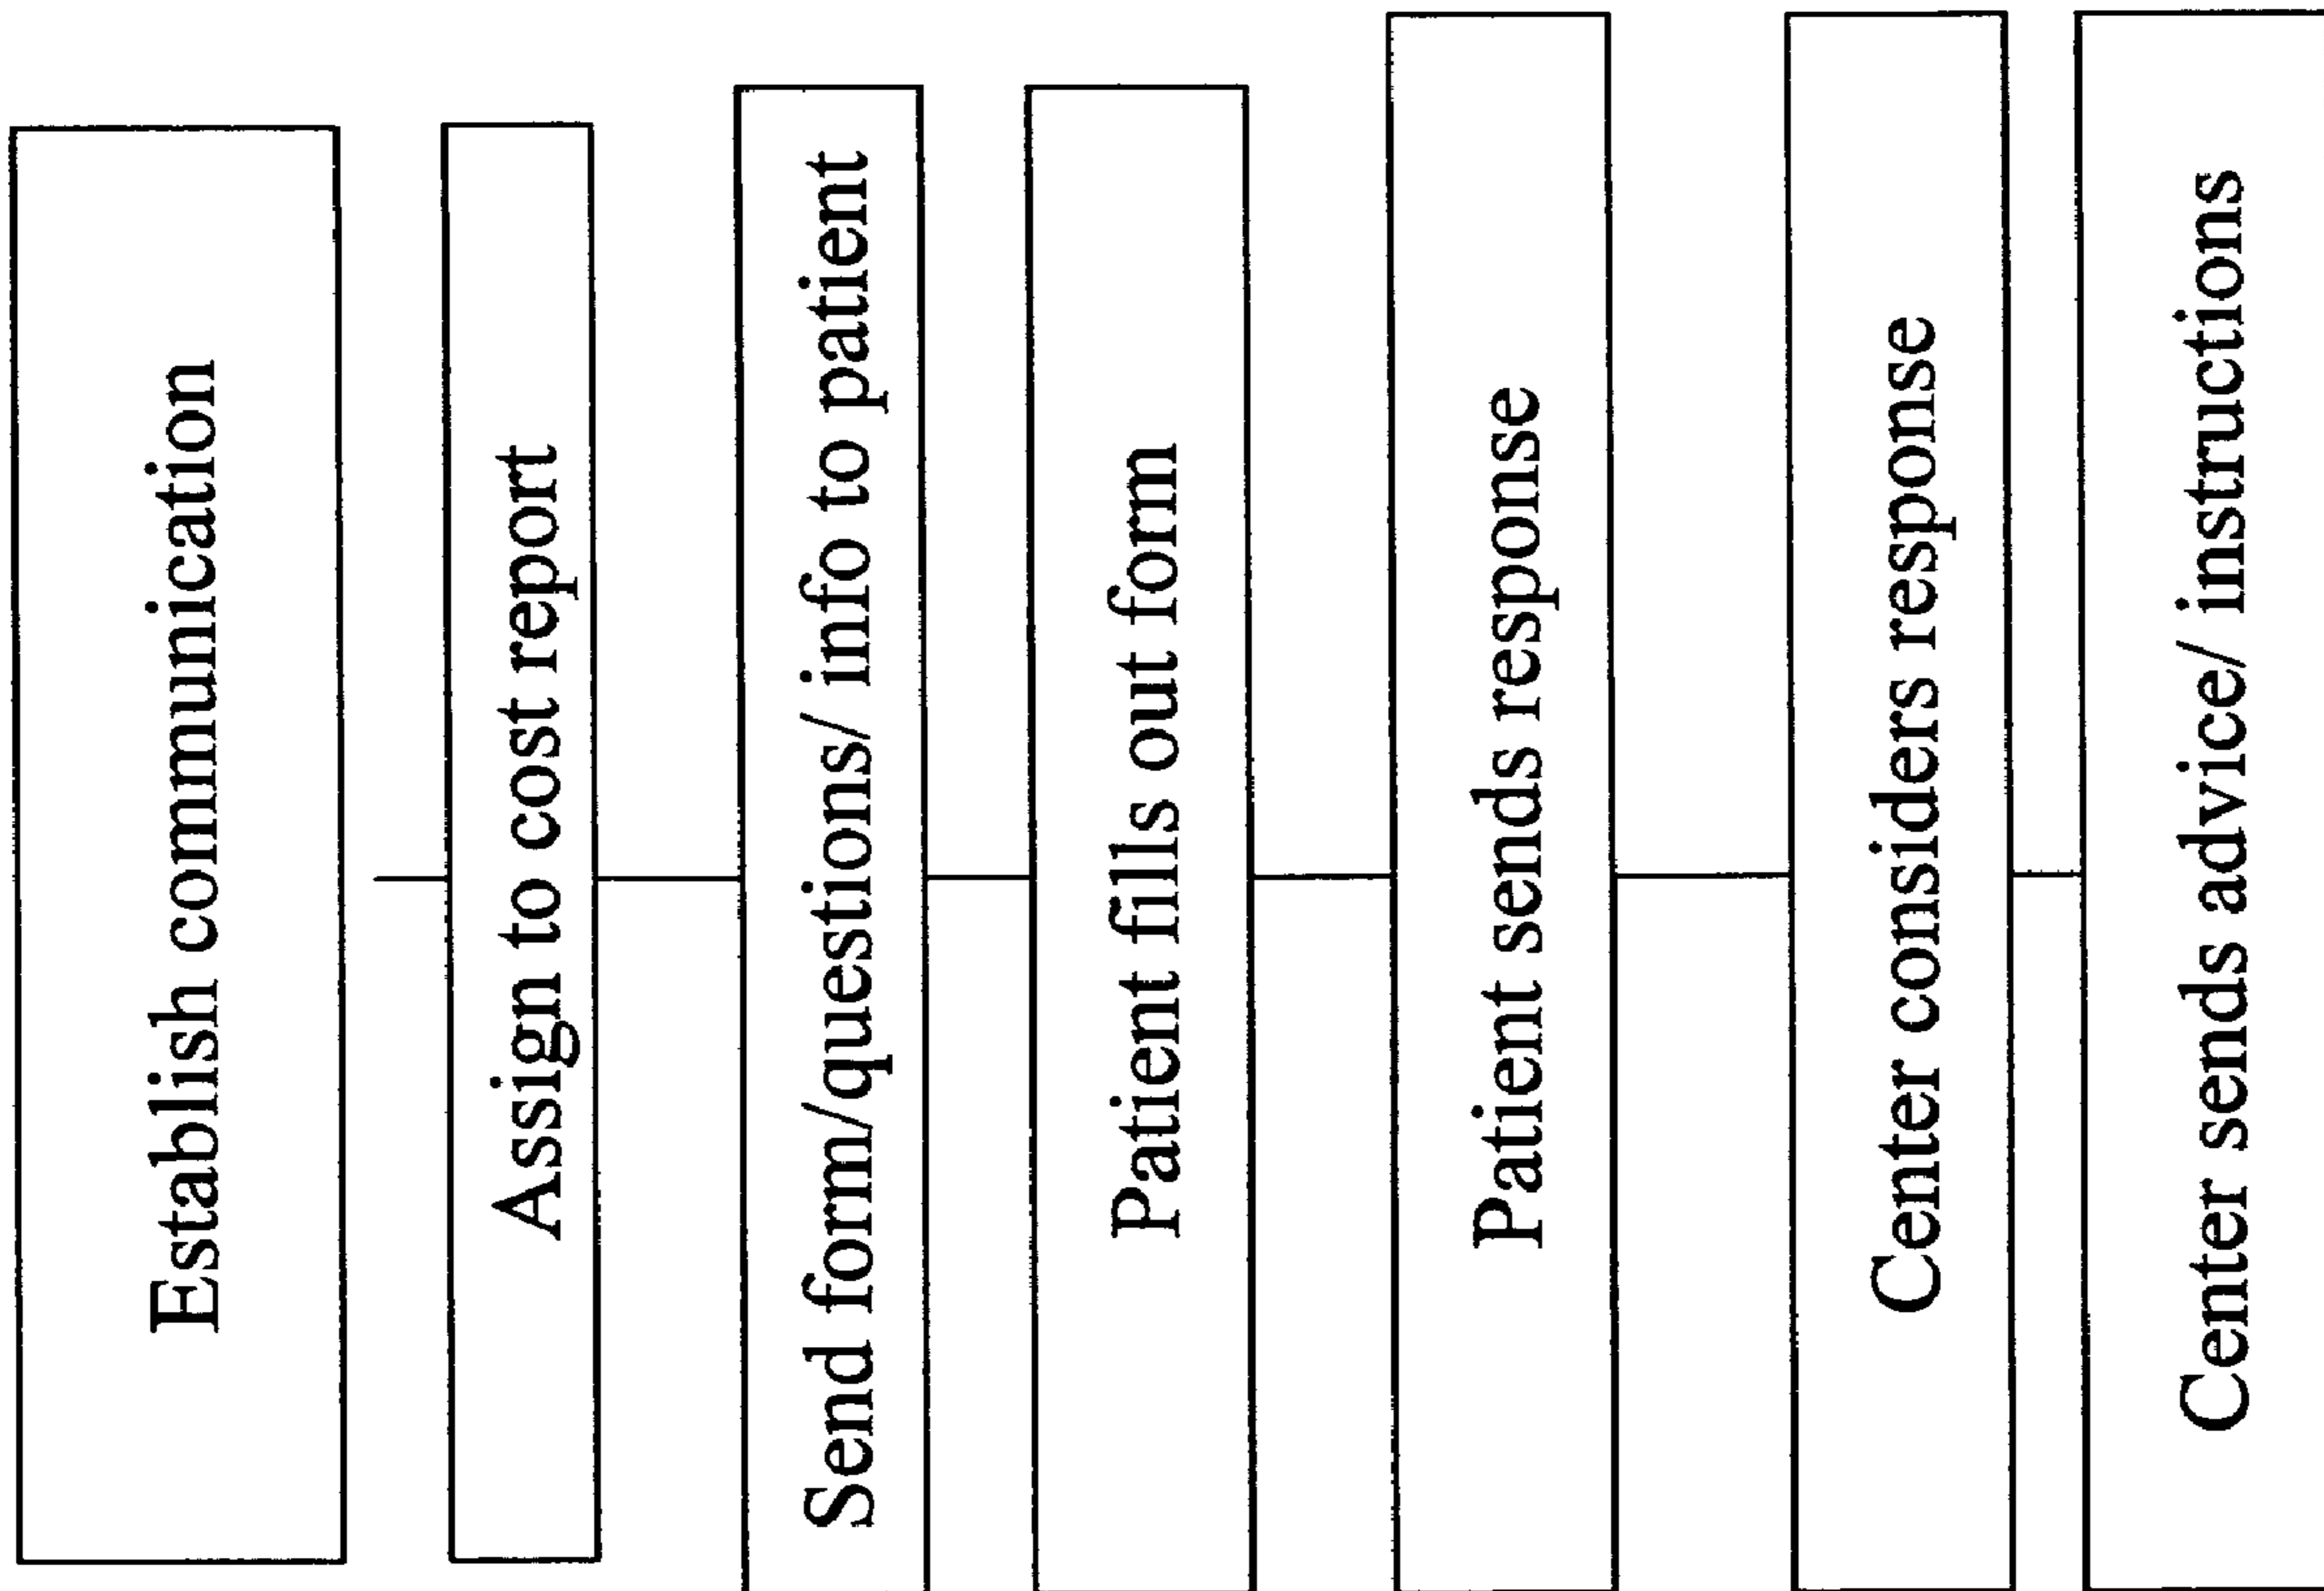 Establish communication
Assign to cost report
Send form/questions/ info to patient
Patient fills out form
Patient sends response
Center considers response
Center sends advice/ instructions